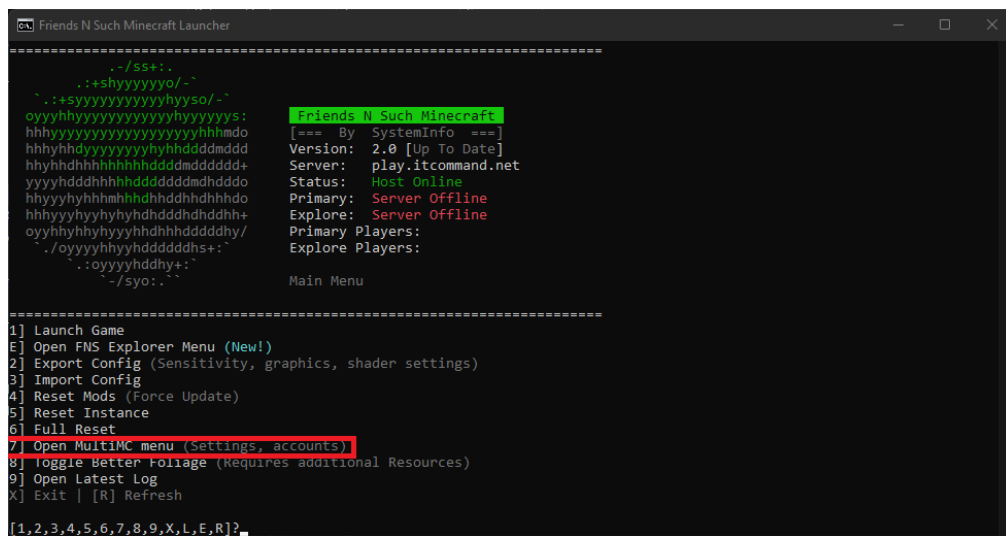 Friends N Such Minecraft Launcher
========================================================================
.-/ss+:.
.:+shyyyyyyo/-`
`.:+syyyyyyyyyyyhyyso/-`
oyyyhhyyyyyyyyyyyyhyyyyyys: Friends N Such Minecraft
hhhyyyyyyyyyyyyyyyyyyhhhmdo [=== By SystemInfo ===]
hhhyhhdyyyyyyyyhyhhddddmddd Version: 2.0 [Up To Date]
hhyhhdhhhhhhhhhddddmdddddd+ Server: play.itcommand.net
yyyyhdddhhhhhdddddddmdhdddo Status: Host Online
hhyyyhyhhhmhhhdhhddhhdhhhdo Primary: Server Offline
hhhyyyhyyhyhyhdhdddhdhddhh+ Explore: Server Offline
oyyhhyhhyhyyyhhdhhhdddddhy/ Primary Players:
`./oyyyyhhyyhddddddhs+:` Explore Players:
`.:oyyyyhddhy+:`
`-/syo:.`` Main Menu
========================================================================
1] Launch Game
E] Open FNS Explorer Menu (New!)
2] Export Config (Sensitivity, graphics, shader settings)
3] Import Config
4] Reset Mods (Force Update)
5] Reset Instance
6] Full Reset
7] Open MultiMC menu (Settings, accounts)
8] Toggle Better Foliage (Requires additional Resources)
9] Open Latest Log
X] Exit | [R] Refresh
[1,2,3,4,5,6,7,8,9,X,L,E,R]?